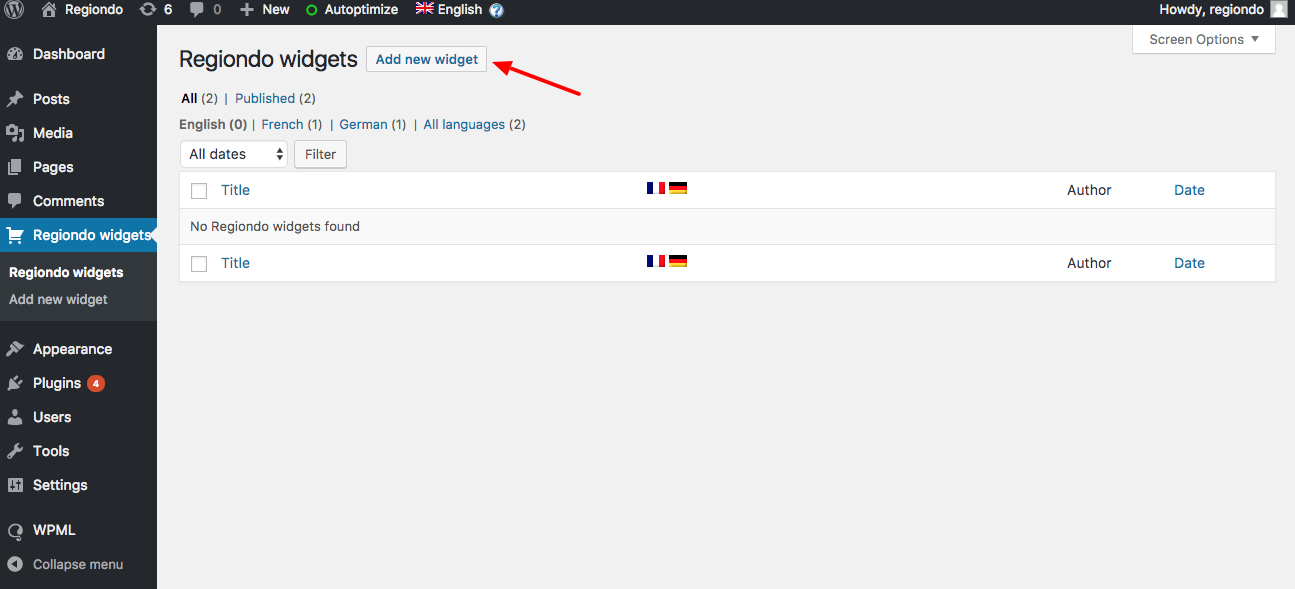 Regiondo 6 0 New Autoptimize English Howdy, regiondo
Screen Options
Dashboard
Posts
Media
Pages
Comments
Regiondo widgets
Regiondo widgets
Add new widget
Appearance
Plugins 4
Users
Tools
Settings
WPML
Collapse menu
Regiondo widgets Add new widget
All (2) | Published (2)
English (0) | French (1) | German (1) | All languages (2)
All dates Filter
Title Author Date
No Regiondo widgets found
Title Author Date